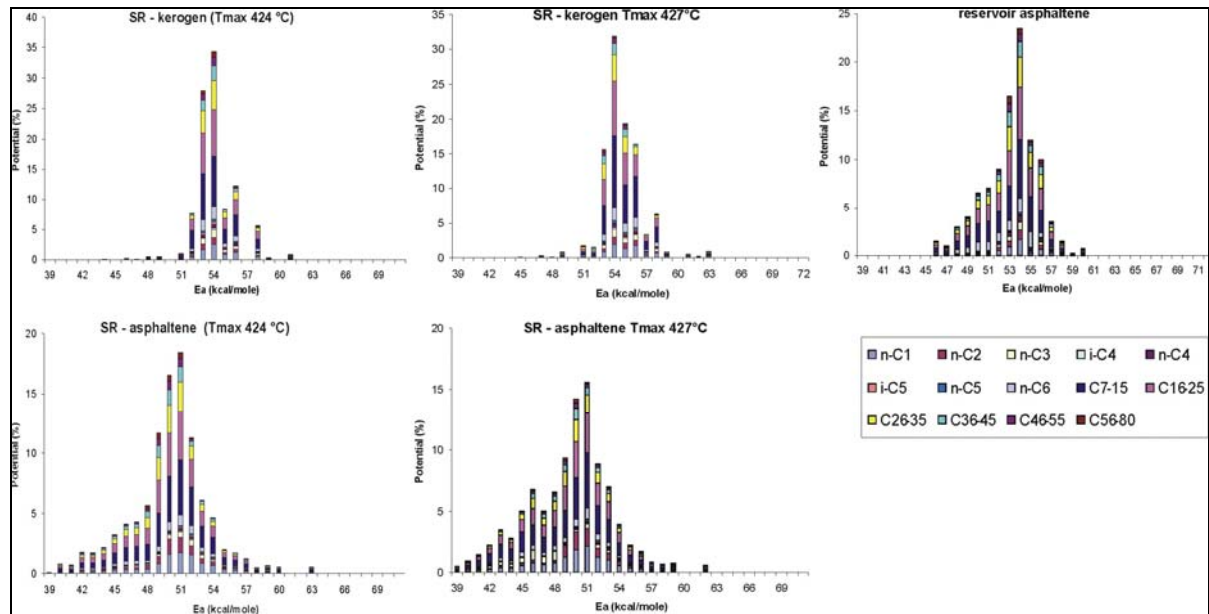 SR - kerogen (Tmax 424 °C)
40
35
30
25
20
15
10
5
0
Potential (%)
39 42 45 48 51 54 57 60 63 66 69
Ea (kcal/mole)
SR - kerogen Tmax 427°C
35
30
25
20
15
10
5
0
Potential (%)
39 42 45 48 51 54 57 60 63 66 69 72
Ea (kcal/mole)
reservoir asphaltene
25
20
15
10
5
0
Potential (%)
39 41 43 45 47 49 51 53 55 57 59 61 63 65 67 69 71
Ea (kcal/mole)
SR - asphaltene (Tmax 424 °C)
20
15
10
5
0
Potential (%)
39 42 45 48 51 54 57 60 63 66 69
Ea (kcal/mole)
SR - asphaltene Tmax 427°C
20
15
10
5
0
Potential (%)
39 42 45 48 51 54 57 60 63 66 69
Ea (kcal/mole)
n-C1 n-C2 n-C3 i-C4 n-C4
i-C5 n-C5 n-C6 C7-15 C16-25
C26-35 C36-45 C46-55 C56-80